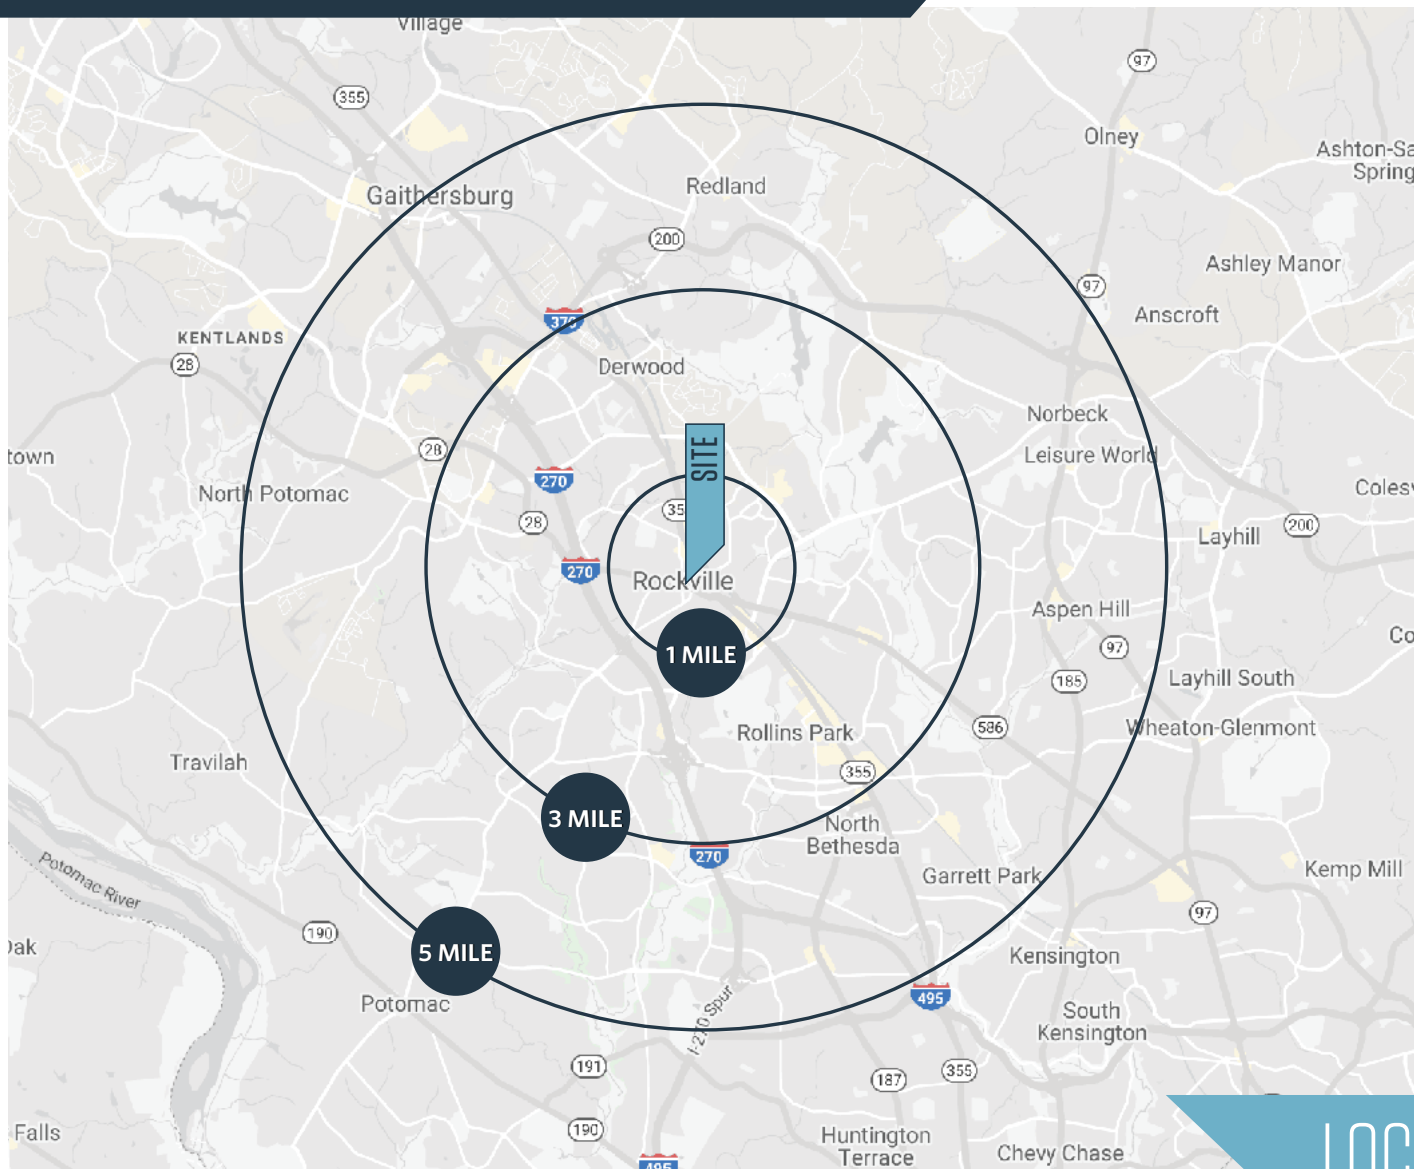 Village
355
97
Olney
Ashton-Sa
Spring
Redland
Gaithersburg
200
Ashley Manor
97
Anscroft
370
KENTLANDS
28
Derwood
Norbeck
SITE
28
Leisure World
town
270
North Potomac
Colesv
35
28
200
Layhill
270
Rockville
Aspen Hill
Co
97
1 MILE
185
Layhill South
586
Wheaton-Glenmont
Rollins Park
Travilah
355
3 MILE
North
Bethesda
270
Potomac River
Garrett Park
Kemp Mill
97
190
Oak
5 MILE
Kensington
495
Potomac
South
Kensington
I-270 Spur
191
187
355
190
Falls
Huntington
Terrace
Chevy Chase
495
LOC